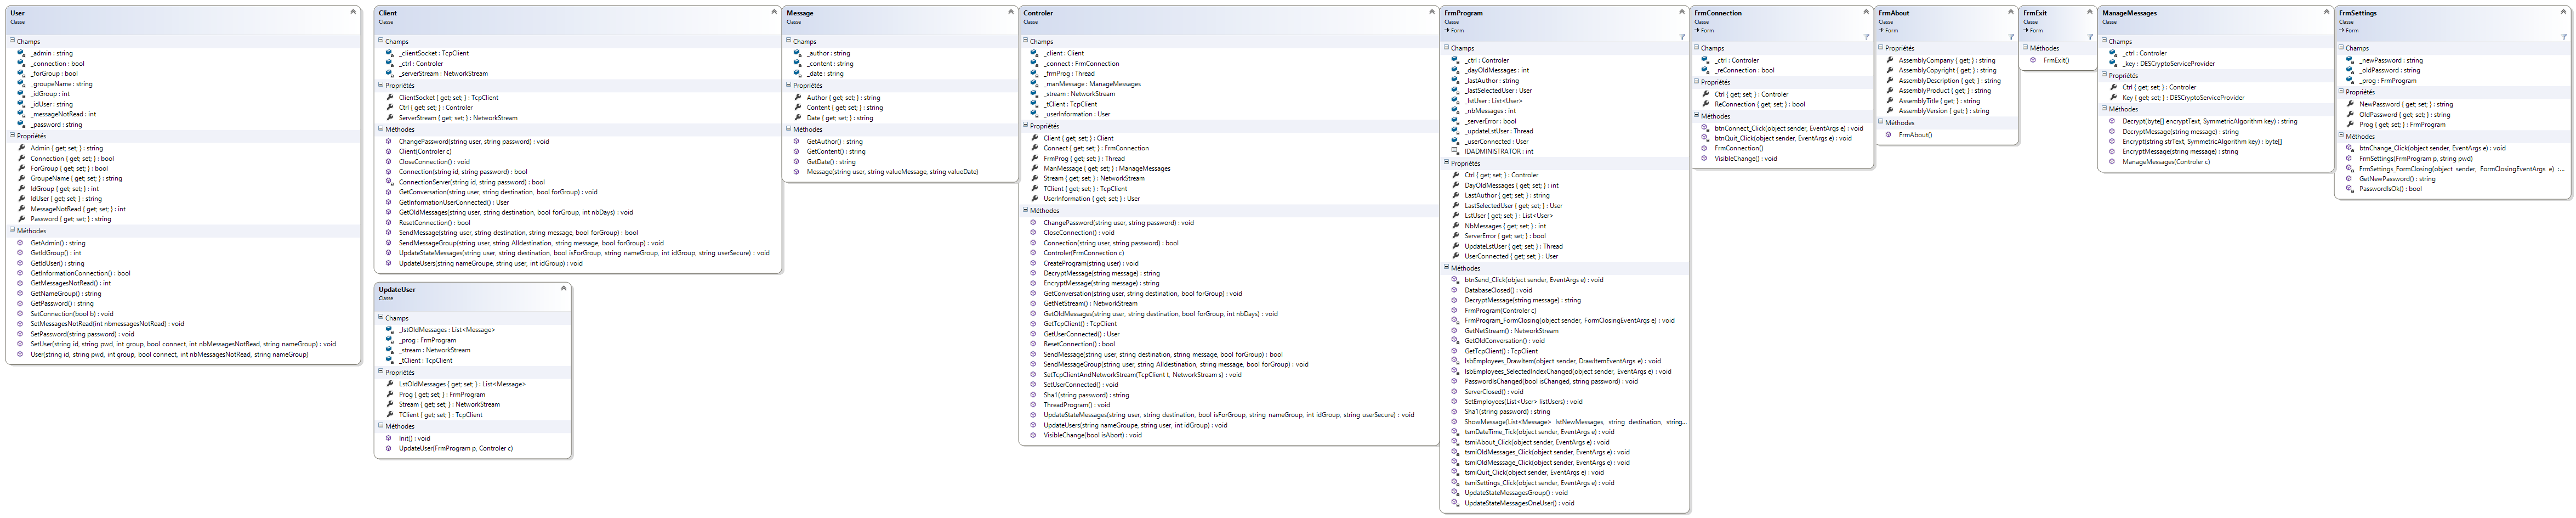 User
Classe
Champs
_admin : string
_connection : bool
_forGroup : bool
_groupeName : string
_idGroup : int
_idUser : string
_messageNotRead : int
_password : string
Propriétés
Admin { get; set; } : string
Connection { get; set; } : bool
ForGroup { get; set; } : bool
GroupeName { get; set; } : string
IdGroup { get; set; } : int
IdUser { get; set; } : string
MessageNotRead { get; set; } : int
Password { get; set; } : string
Méthodes
GetAdmin() : string
GetIdGroup() : int
GetIdUser() : string
GetInformationConnection() : bool
GetMessagesNotRead() : int
GetNameGroup() : string
GetPassword() : string
SetConnection(bool b) : void
SetMessagesNotRead(int nbmessagesNotRead) : void
SetPassword(string password) : void
SetUser(string id, string pwd, int group, bool connect, int nbMessagesNotRead, string nameGroup) : void
User(string id, string pwd, int group, bool connect, int nbMessagesNotRead, string nameGroup)
Client
Classe
Champs
_clientSocket : TcpClient
_ctrl : Controler
_serverStream : NetworkStream
Propriétés
ClientSocket { get; set; } : TcpClient
Ctrl { get; set; } : Controler
ServerStream { get; set; } : NetworkStream
Méthodes
ChangePassword(string user, string password) : void
Client(Controler c)
CloseConnection() : void
Connection(string id, string password) : bool
ConnectionServer(string id, string password) : bool
GetConversation(string user, string destination, bool forGroup) : void
GetInformationUserConnected() : User
GetOldMessages(string user, string destination, bool forGroup, int nbDays) : void
ResetConnection() : bool
SendMessage(string user, string destination, string message, bool forGroup) : bool
SendMessageGroup(string user, string Alldestination, string message, bool forGroup) : void
UpdateStateMessages(string user, string destination, bool isForGroup, string nameGroup, int idGroup, string userSecure) : void
UpdateUsers(string nameGroupe, string user, int idGroup) : void
UpdateUser
Classe
Champs
_lstOldMessages : List<Message>
_prog : FrmProgram
_stream : NetworkStream
_tClient : TcpClient
Propriétés
LstOldMessages { get; set; } : List<Message>
Prog { get; set; } : FrmProgram
Stream { get; set; } : NetworkStream
TClient { get; set; } : TcpClient
Méthodes
Init() : void
UpdateUser(FrmProgram p, Controler c)
Message
Classe
Champs
_author : string
_content : string
_date : string
Propriétés
Author { get; set; } : string
Content { get; set; } : string
Date { get; set; } : string
Méthodes
GetAuthor() : string
GetContent() : string
GetDate() : string
Message(string user, string valueMessage, string valueDate)
Controler
Classe
Champs
_client : Client
_connect : FrmConnection
_frmProg : Thread
_manMessage : ManageMessages
_stream : NetworkStream
_tClient : TcpClient
_userInformation : User
Propriétés
Client { get; set; } : Client
Connect { get; set; } : FrmConnection
FrmProg { get; set; } : Thread
ManMessage { get; set; } : ManageMessages
Stream { get; set; } : NetworkStream
TClient { get; set; } : TcpClient
UserInformation { get; set; } : User
Méthodes
ChangePassword(string user, string password) : void
CloseConnection() : void
Connection(string user, string password) : bool
Controler(FrmConnection c)
CreateProgram(string user) : void
DecryptMessage(string message) : string
EncryptMessage(string message) : string
GetConversation(string user, string destination, bool forGroup) : void
GetNetStream() : NetworkStream
GetOldMessages(string user, string destination, bool forGroup, int nbDays) : void
GetTcpClient() : TcpClient
GetUserConnected() : User
ResetConnection() : bool
SendMessage(string user, string destination, string message, bool forGroup) : bool
SendMessageGroup(string user, string Alldestination, string message, bool forGroup) : void
SetTcpClientAndNetworkStream(TcpClient t, NetworkStream s) : void
SetUserConnected() : void
Sha1(string password) : string
ThreadProgram() : void
UpdateStateMessages(string user, string destination, bool isForGroup, string nameGroup, int idGroup, string userSecure) : void
UpdateUsers(string nameGroupe, string user, int idGroup) : void
VisibleChange(bool isAbort) : void
FrmProgram
Classe
Form
Champs
_ctrl : Controler
_dayOldMessages : int
_lastAuthor : string
_lastSelectedUser : User
_lstUser : List<User>
_nbMessages : int
_serverError : bool
_updateLstUser : Thread
_userConnected : User
IDADMINISTRATOR : int
Propriétés
Ctrl { get; set; } : Controler
DayOldMessages { get; set; } : int
LastAuthor { get; set; } : string
LastSelectedUser { get; set; } : User
LstUser { get; set; } : List<User>
NbMessages { get; set; } : int
ServerError { get; set; } : bool
UpdateLstUser { get; set; } : Thread
UserConnected { get; set; } : User
Méthodes
btnSend_Click(object sender, EventArgs e) : void
DatabaseClosed() : void
DecryptMessage(string message) : string
FrmProgram(Controler c)
FrmProgram_FormClosing(object sender, FormClosingEventArgs e) : void
GetNetStream() : NetworkStream
GetOldConversation() : void
GetTcpClient() : TcpClient
lsbEmployees_DrawItem(object sender, DrawItemEventArgs e) : void
lsbEmployees_SelectedIndexChanged(object sender, EventArgs e) : void
PasswordIsChanged(bool isChanged, string password) : void
ServerClosed() : void
SetEmployees(List<User> listUsers) : void
Sha1(string password) : string
ShowMessage(List<Message> lstNewMessages, string destination, string...
tsmDateTime_Tick(object sender, EventArgs e) : void
tsmiAbout_Click(object sender, EventArgs e) : void
tsmiOldMessages_Click(object sender, EventArgs e) : void
tsmiOldMesssage_Click(object sender, EventArgs e) : void
tsmiQuit_Click(object sender, EventArgs e) : void
tsmiSettings_Click(object sender, EventArgs e) : void
UpdateStateMessagesGroup() : void
UpdateStateMessagesOneUser() : void
FrmConnection
Classe
Form
Champs
_ctrl : Controler
_reConnection : bool
Propriétés
Ctrl { get; set; } : Controler
ReConnection { get; set; } : bool
Méthodes
btnConnect_Click(object sender, EventArgs e) : void
btnQuit_Click(object sender, EventArgs e) : void
FrmConnection()
VisibleChange() : void
FrmAbout
Classe
Form
Propriétés
AssemblyCompany { get; } : string
AssemblyCopyright { get; } : string
AssemblyDescription { get; } : string
AssemblyProduct { get; } : string
AssemblyTitle { get; } : string
AssemblyVersion { get; } : string
Méthodes
FrmAbout()
FrmExit
Classe
Form
Méthodes
FrmExit()
ManageMessages
Classe
Champs
_ctrl : Controler
_key : DESCryptoServiceProvider
Propriétés
Ctrl { get; set; } : Controler
Key { get; set; } : DESCryptoServiceProvider
Méthodes
Decrypt(byte[] encryptText, SymmetricAlgorithm key) : string
DecryptMessage(string message) : string
Encrypt(string strText, SymmetricAlgorithm key) : byte[]
EncryptMessage(string message) : string
ManageMessages(Controler c)
FrmSettings
Classe
Form
Champs
_newPassword : string
_oldPassword : string
_prog : FrmProgram
Propriétés
NewPassword { get; set; } : string
OldPassword { get; set; } : string
Prog { get; set; } : FrmProgram
Méthodes
btnChange_Click(object sender, EventArgs e) : void
FrmSettings(FrmProgram p, string pwd)
FrmSettings_FormClosing(object sender, FormClosingEventArgs e) :...
GetNewPassword() : string
PasswordIsOk() : bool